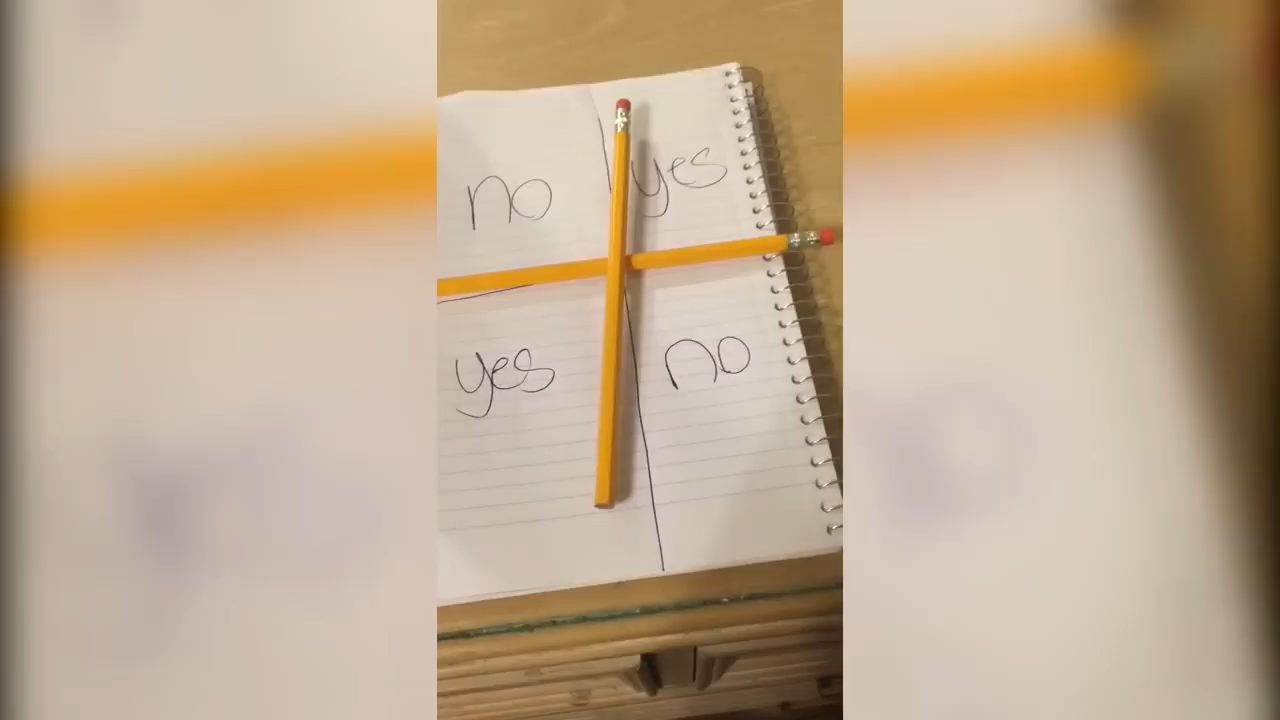 no yes
yes no